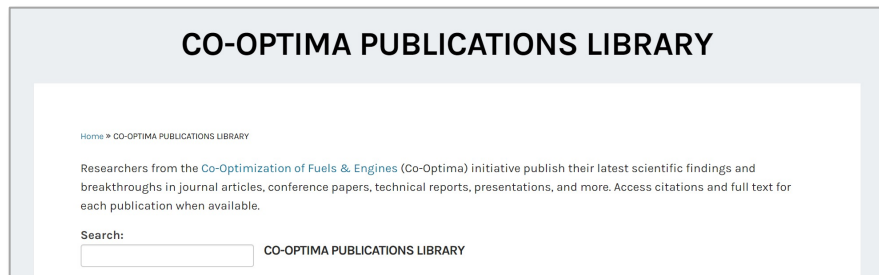 CO-OPTIMA PUBLICATIONS LIBRARY
Home » CO-OPTIMA PUBLICATIONS LIBRARY
Researchers from the Co-Optimization of Fuels & Engines (Co-Optima) initiative publish their latest scientific findings and
breakthroughs in journal articles, conference papers, technical reports, presentations, and more. Access citations and full text for
each publication when available.
Search:
CO-OPTIMA PUBLICATIONS LIBRARY